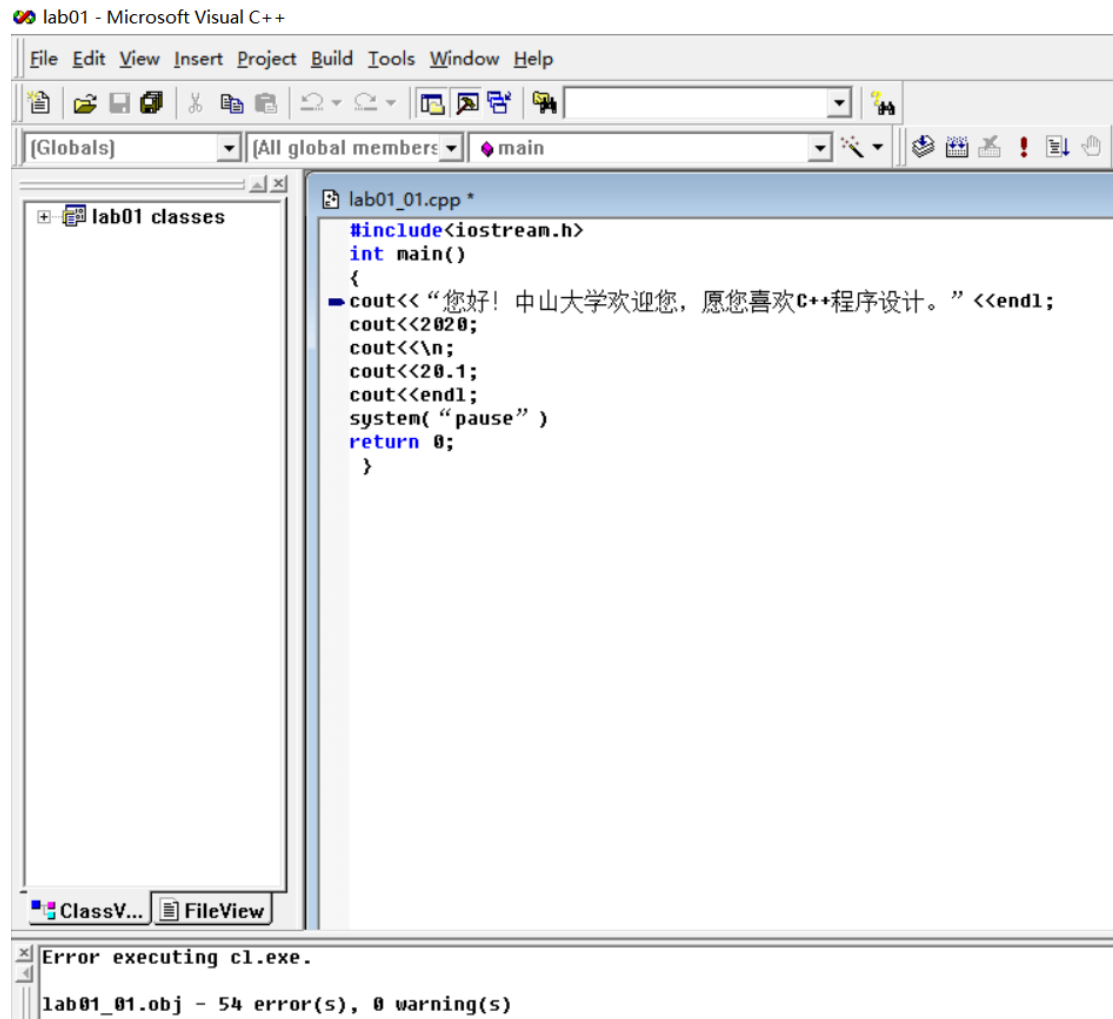 lab01 - Microsoft Visual C++
File Edit View Insert Project Build Tools Window Help
(Globals) (All global members main
lab01 classes
lab01_01.cpp *
#include<iostream.h>
int main()
{
cout<<“您好！中山大学欢迎您，愿您喜欢C++程序设计。”<<endl;
cout<<2020;
cout<<\n;
cout<<20.1;
cout<<endl;
system(“pause”)
return 0;
}
ClassV... FileView
Error executing cl.exe.
lab01_01.obj - 54 error(s), 0 warning(s)